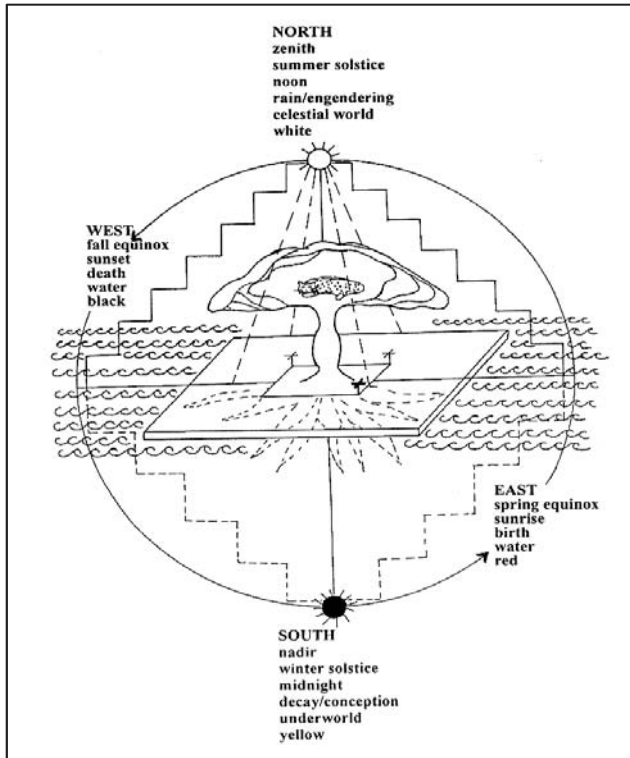 NORTH
zenith
summer solstice
noon
rain/engendering
celestial world
white
WEST
fall equinox
sunset
death
water
black
EAST
spring equinox
sunrise
birth
water
red
SOUTH
nadir
winter solstice
midnight
decay/conception
underworld
yellow